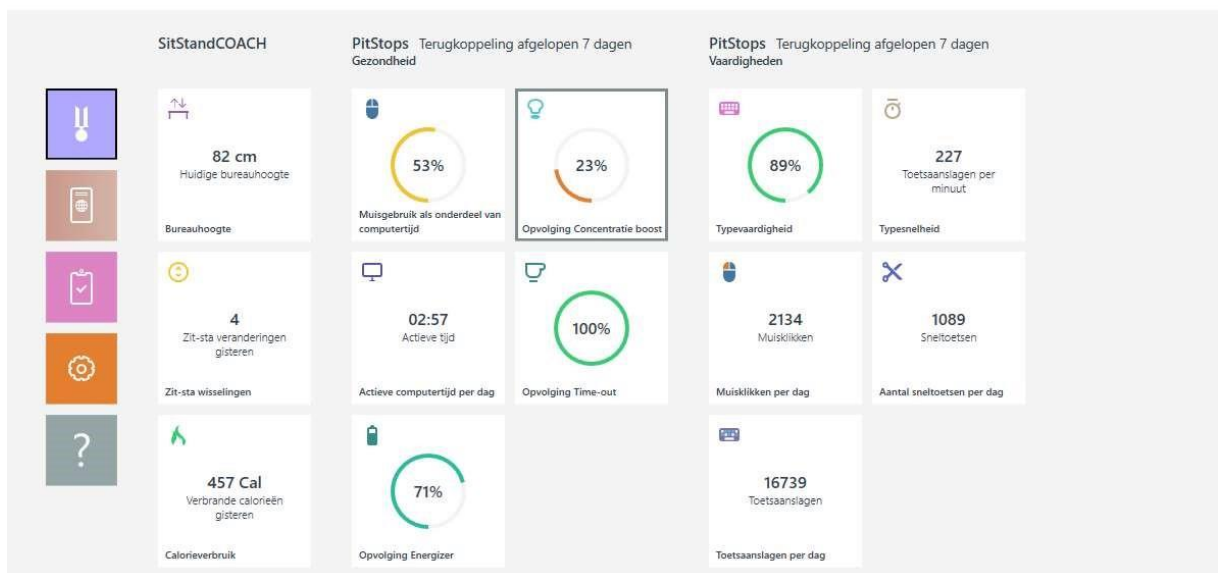 SitStandCOACH
82 cm
Huidige bureauhoogte
Bureauhoogte
4
Zit-sta veranderingen
gisteren
Zit-sta wisselingen
457 Cal
Verbrande calorieën
gisteren
Calorieverbruik
?
PitStops Terugkoppeling afgelopen 7 dagen
Gezondheid
53%
Muisgebruik als onderdeel van
computertijd
23%
Opvolging Concentratie boost
02:57
Actieve tijd
Actieve computertijd per dag
100%
Opvolging Time-out
71%
Opvolging Energizer
PitStops Terugkoppeling afgelopen 7 dagen
Vaardigheden
89%
Typevaardigheid
227
Toetsaanslagen per
minuut
Typesnelheid
2134
Muisklikken
Muisklikken per dag
1089
Sneltoetsen
Aantal sneltoetsen per dag
16739
Toetsaanslagen
Toetsaanslagen per dag